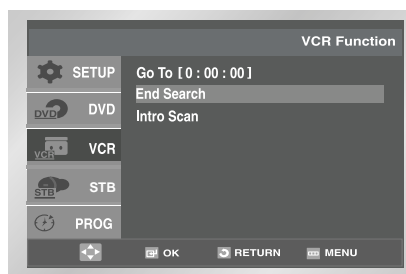 VCR Function
SETUP
Go To [ 0 : 00 : 00 ]
End Search
DVD DVD
Intro Scan
VCR VCR
STB STB
PROG
OK RETURN MENU